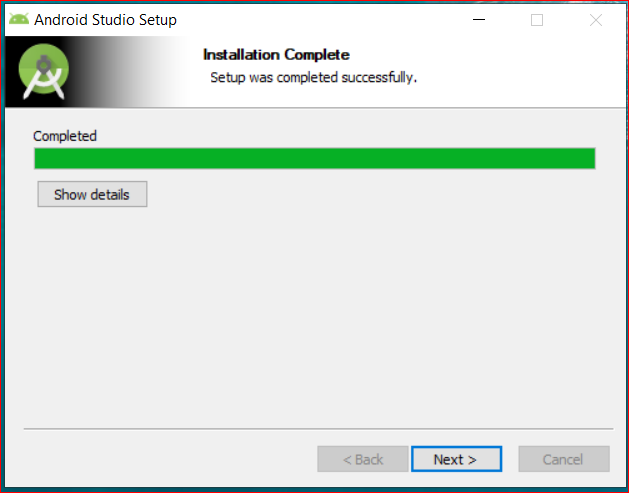 Android Studio Setup
Installation Complete
Setup was completed successfully.
Completed
Show details
< Back
Next >
Cancel